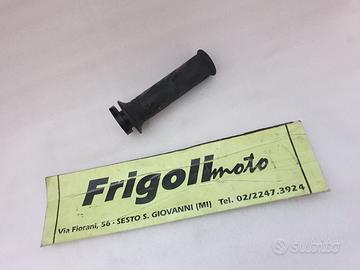 Frigolimoto
Via Fiorani, 56 - SESTO S. GIOVANNI (MI) Tel. 02/2247.3924
subito